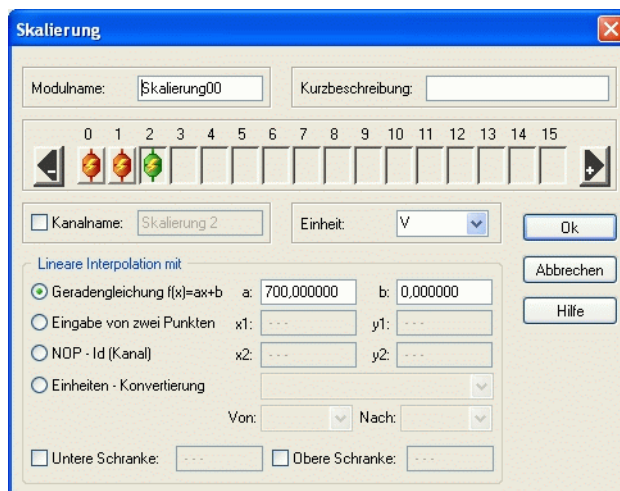 Skalierung
Modulname: Skalierung00 Kurzbeschreibung:
0 1 2 3 4 5 6 7 8 9 10 11 12 13 14 15
- +
Kanalname: Skalierung 2 Einheit: V Ok
Lineare Interpolation mit Abbrechen
Geradengleichung f(x)=ax+b a: 700,000000 b: 0,000000 Hilfe
Eingabe von zwei Punkten x1: - - - y1: - - -
NOP - Id (Kanal) x2: - - - y2: - - -
Einheiten - Konvertierung
Von: Nach:
Untere Schranke: - - - Obere Schranke: - - -